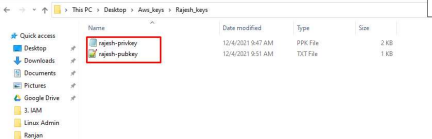 This PC > Desktop > Aws_keys > Rajesh_keys
Name Date modified Type Size
Quick access
Desktop
Downloads
Documents
Pictures
Google Drive
3. IAM
Linux Admin
Ranjan
rajesh-privkey 12/4/2021 9:47 AM PPK File 2 KB
rajesh-pubkey 12/4/2021 9:51 AM TXT File 1 KB